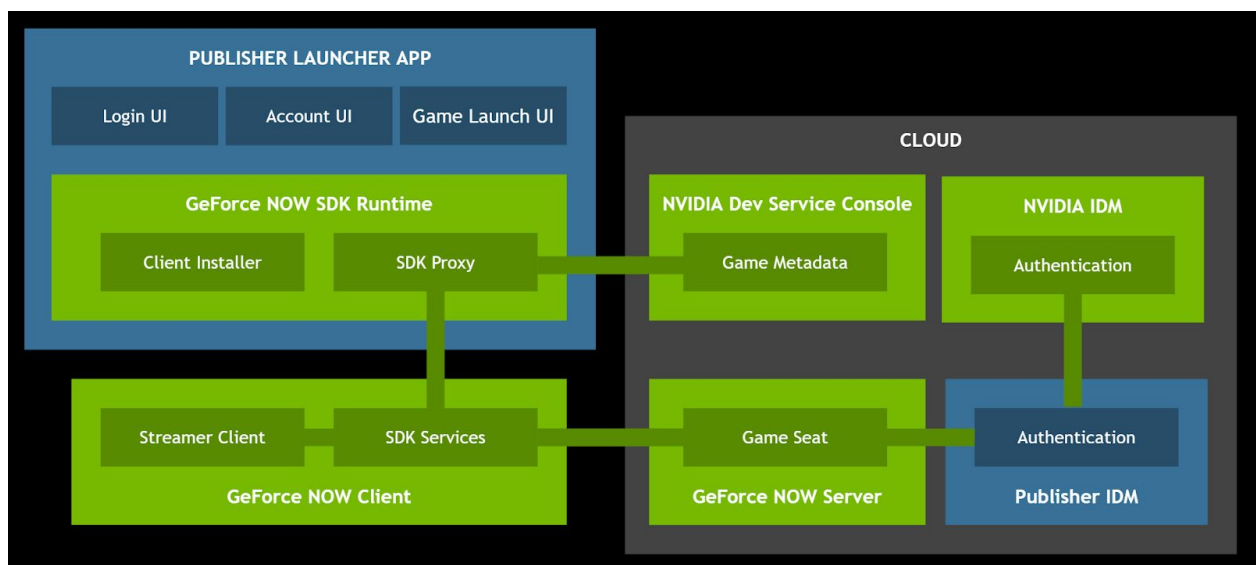 PUBLISHER LAUNCHER APP
Login UI
Account UI
Game Launch UI
GeForce NOW SDK Runtime
Client Installer
SDK Proxy
CLOUD
NVIDIA Dev Service Console
Game Metadata
NVIDIA IDM
Authentication
Streamer Client
SDK Services
GeForce NOW Client
Game Seat
GeForce NOW Server
Authentication
Publisher IDM